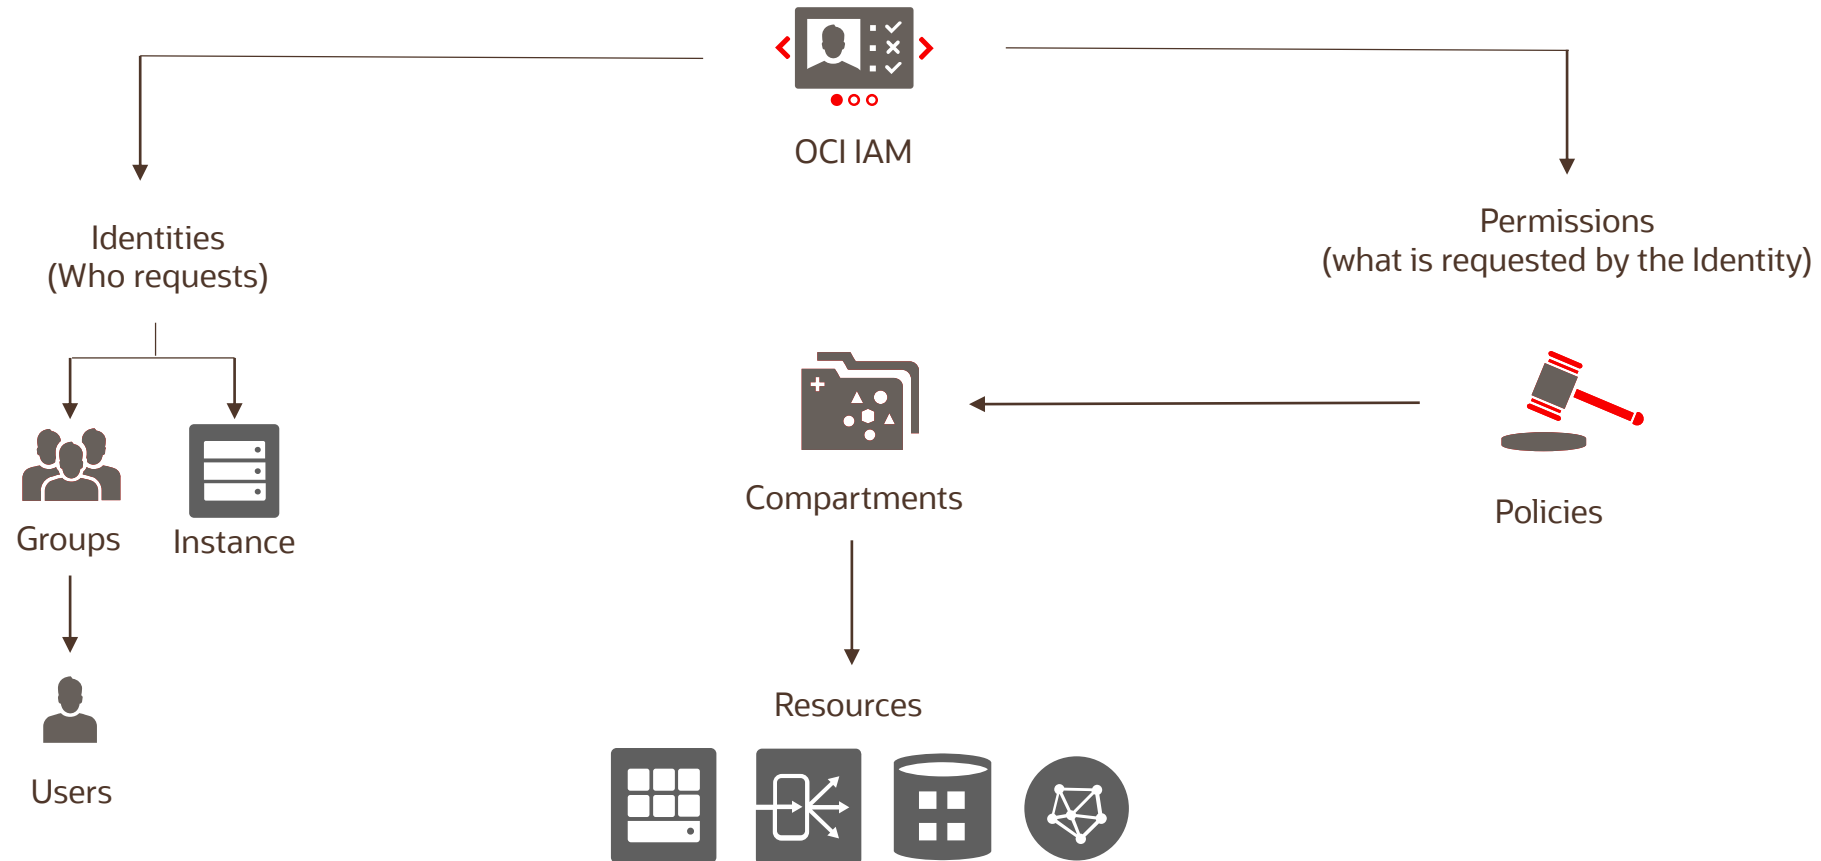 OCI IAM
Identities
(Who requests)
Permissions
(what is requested by the Identity)
Groups
Instance
Compartments
Policies
Users
Resources